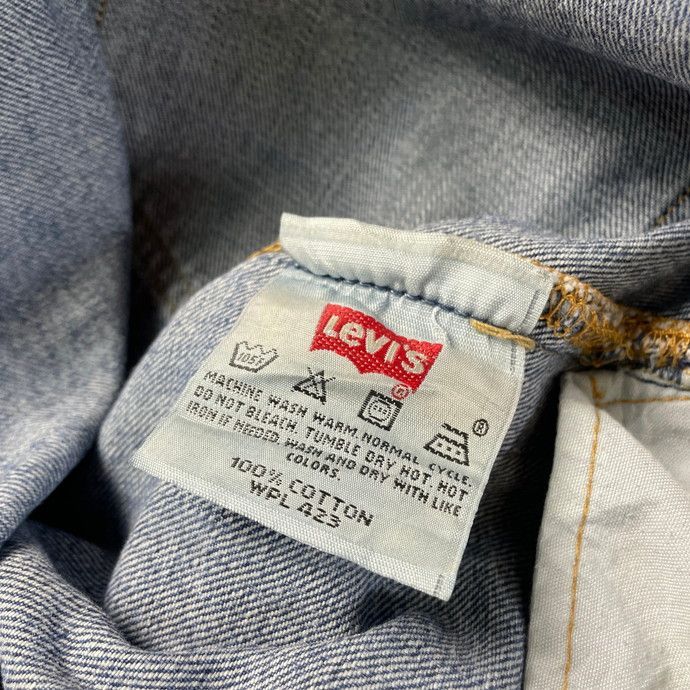 Levi's
®
105F
®
MACHINE WASH WARM, NORMAL CYCLE.
DO NOT BLEACH. TUMBLE DRY HOT. HOT
IRON IF NEEDED. WASH AND DRY WITH LIKE
COLORS.
100% COTTON
WPL 423